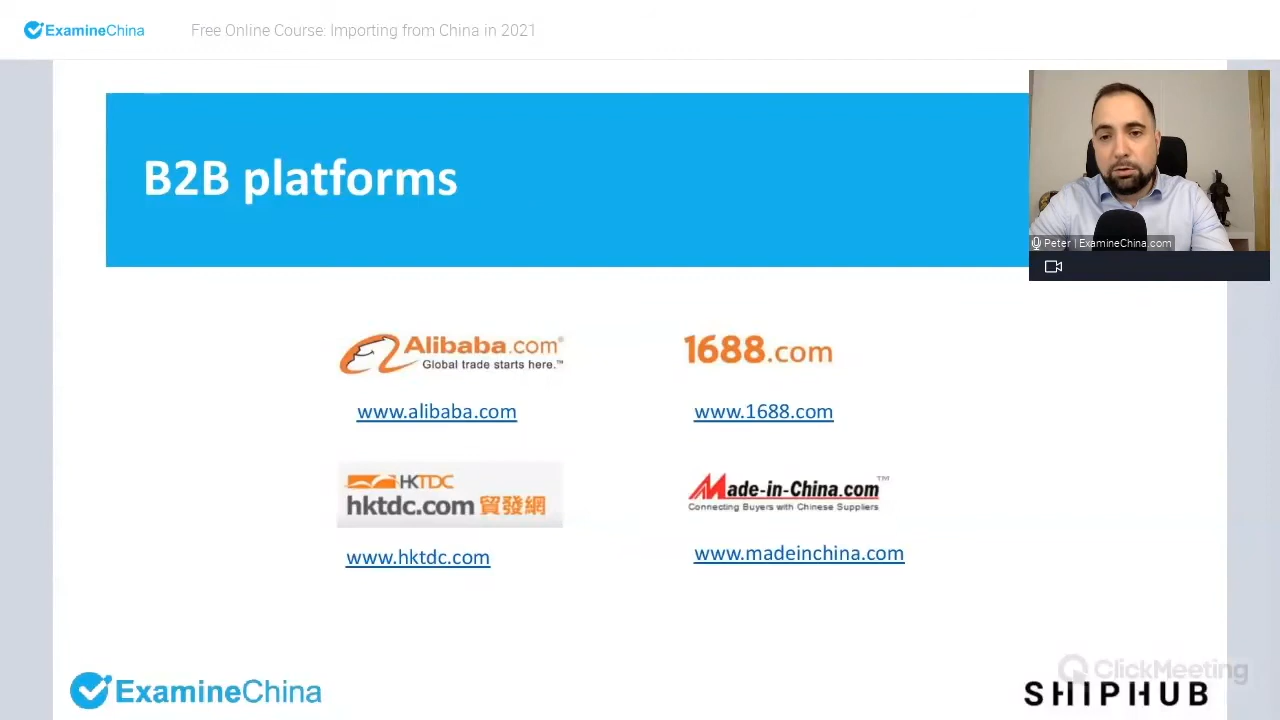 ExamineChina
Free Online Course: Importing from China in 2021
B2B platforms
Peter | ExamineChina.com
Alibaba.com®
Global trade starts here.™
1688.com
www.alibaba.com
www.1688.com
HKTDC
hktdc.com 貿發網
Made-in-China.com™
Connecting Buyers with Chinese Suppliers
www.hktdc.com
www.madeinchina.com
ExamineChina
ClickMeeting
SHIPHUB